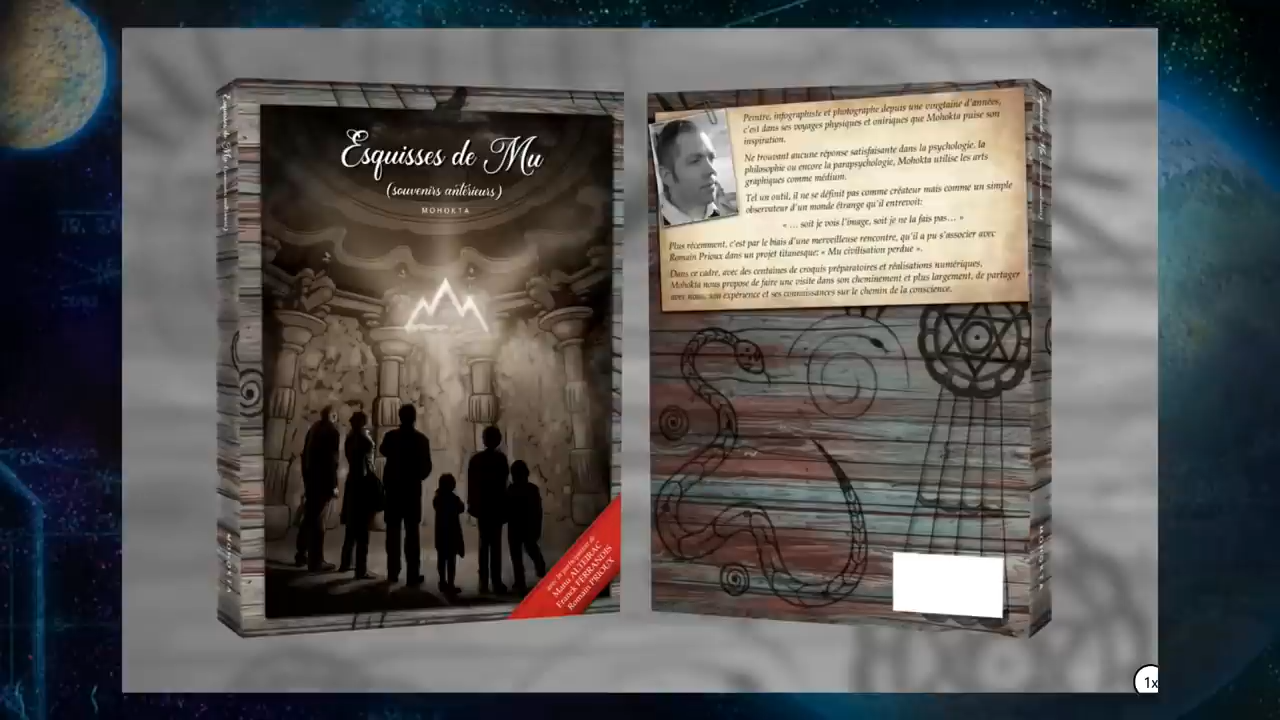 Esquisses de Mu
(souvenirs antérieurs)
MOHOKTA
avec la participation de
Manu ALTEIRAC
Franck FERRANDIS
Romain PRIOUX
Peintre, infographiste et photographe depuis une vingtaine d'années,
c'est dans ses voyages physiques et oniriques que Mohokta puise son
inspiration.
Ne trouvant aucune réponse satisfaisante dans la psychologie, la
philosophie ou encore la parapsychologie, Mohokta utilise les arts
graphiques comme médium.
Tel un outil, il ne se définit pas comme créateur mais comme un simple
observateur d'un monde étrange qu'il entrevoit:
« … soit je vois l'image, soit je ne la fais pas… »
Plus récemment, c'est par le biais d'une merveilleuse rencontre, qu'il a pu s'associer avec
Romain Prioux dans un projet titanesque: « Mu civilisation perdue ».
Dans ce cadre, avec des centaines de croquis préparatoires et réalisations numériques,
Mohokta nous propose de faire une visite dans son cheminement et plus largement, de partager
avec nous, son expérience et ses connaissances sur le chemin de la conscience.
1x